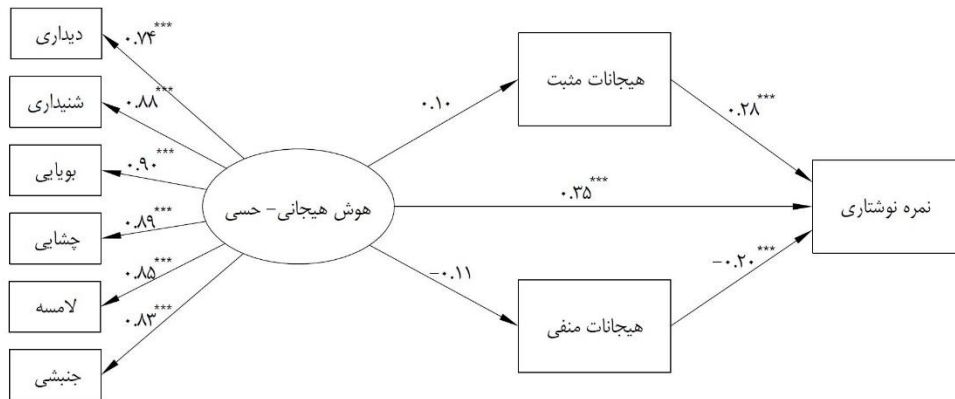 دیداری
شنیداری
بویایی
چشایی
لامسه
جنبشی
۰.۷۴***
۰.۸۸***
۰.۹۰***
۰.۸۹***
۰.۸۵***
۰.۸۳***
هوش هیجانی- حسی
۰.۱۰
۰.۳۵***
-۰.۱۱
هیجانات مثبت
هیجانات منفی
۰.۲۸***
-۰.۲۰***
نمره نوشتاری